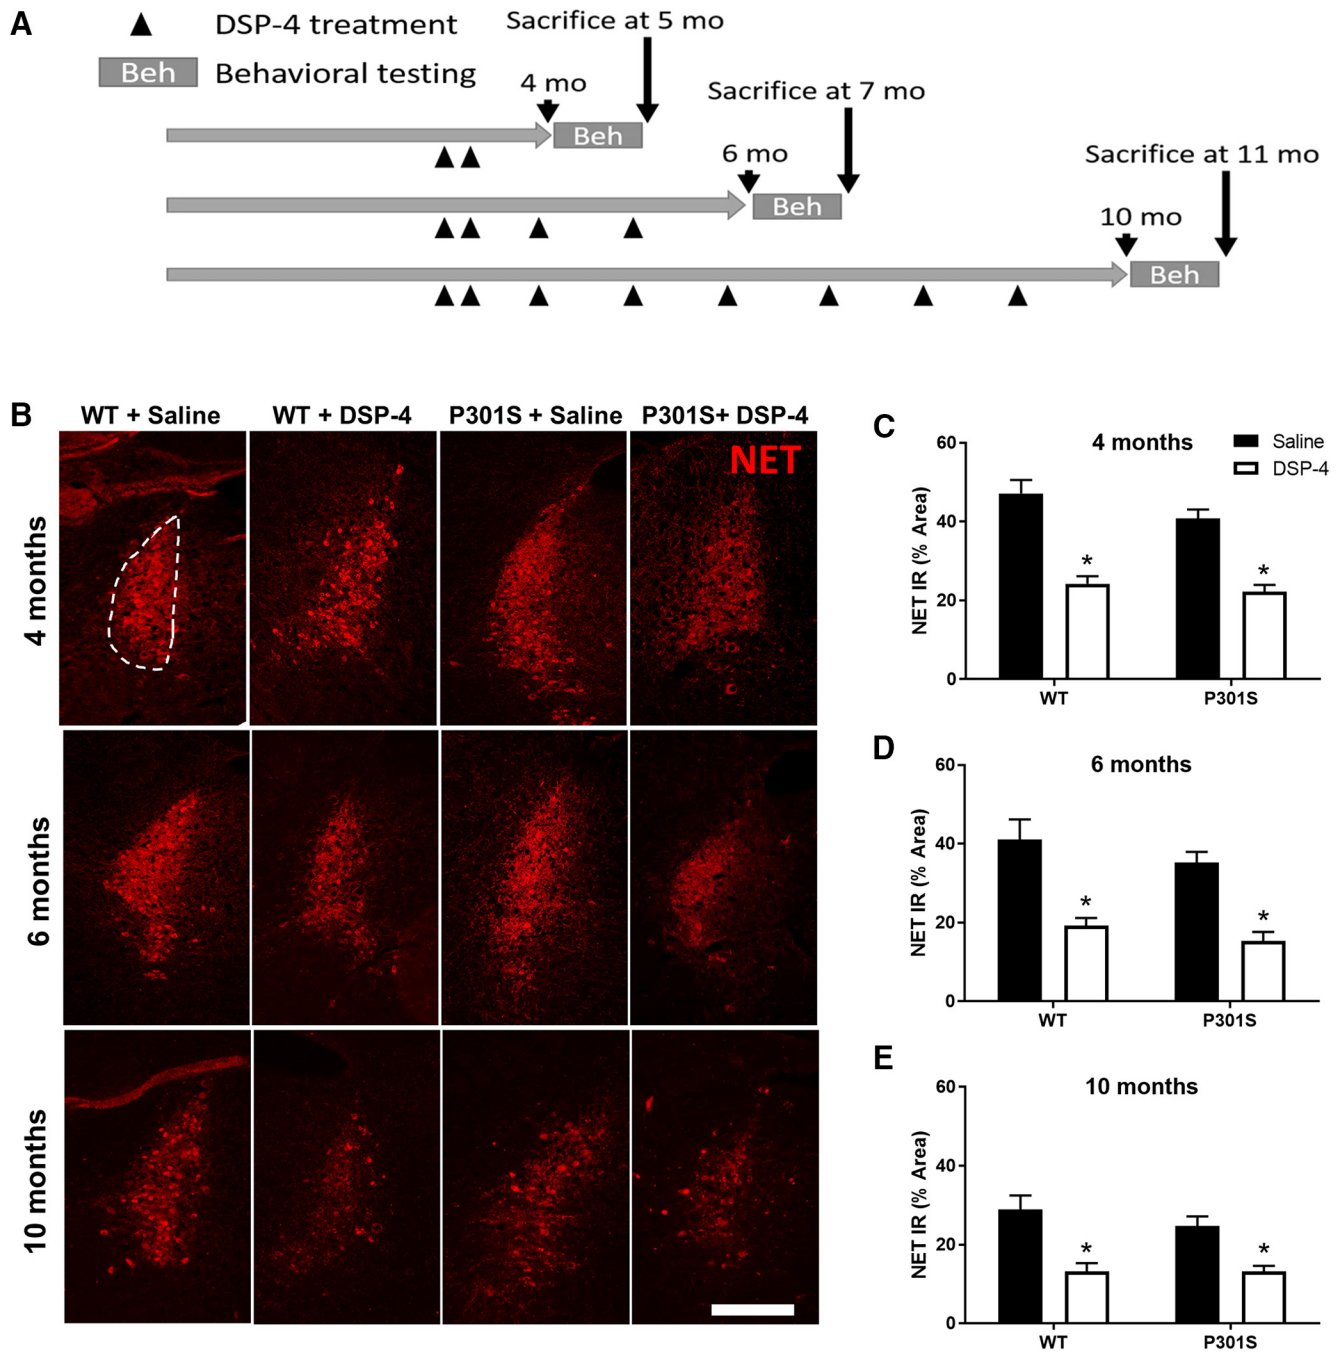 A
DSP-4 treatment
Beh Behavioral testing
Sacrifice at 5 mo
4 mo
Beh
Sacrifice at 7 mo
6 mo
Beh
Sacrifice at 11 mo
10 mo
Beh
B
WT + Saline WT + DSP-4 P301S + Saline P301S+ DSP-4
NET
4 months
6 months
10 months
C
4 months
Saline
DSP-4
NET IR (% Area)
60
40
20
0
WT P301S
*
*
D
6 months
NET IR (% Area)
60
40
20
0
WT P301S
*
*
E
10 months
NET IR (% Area)
60
40
20
0
WT P301S
*
*